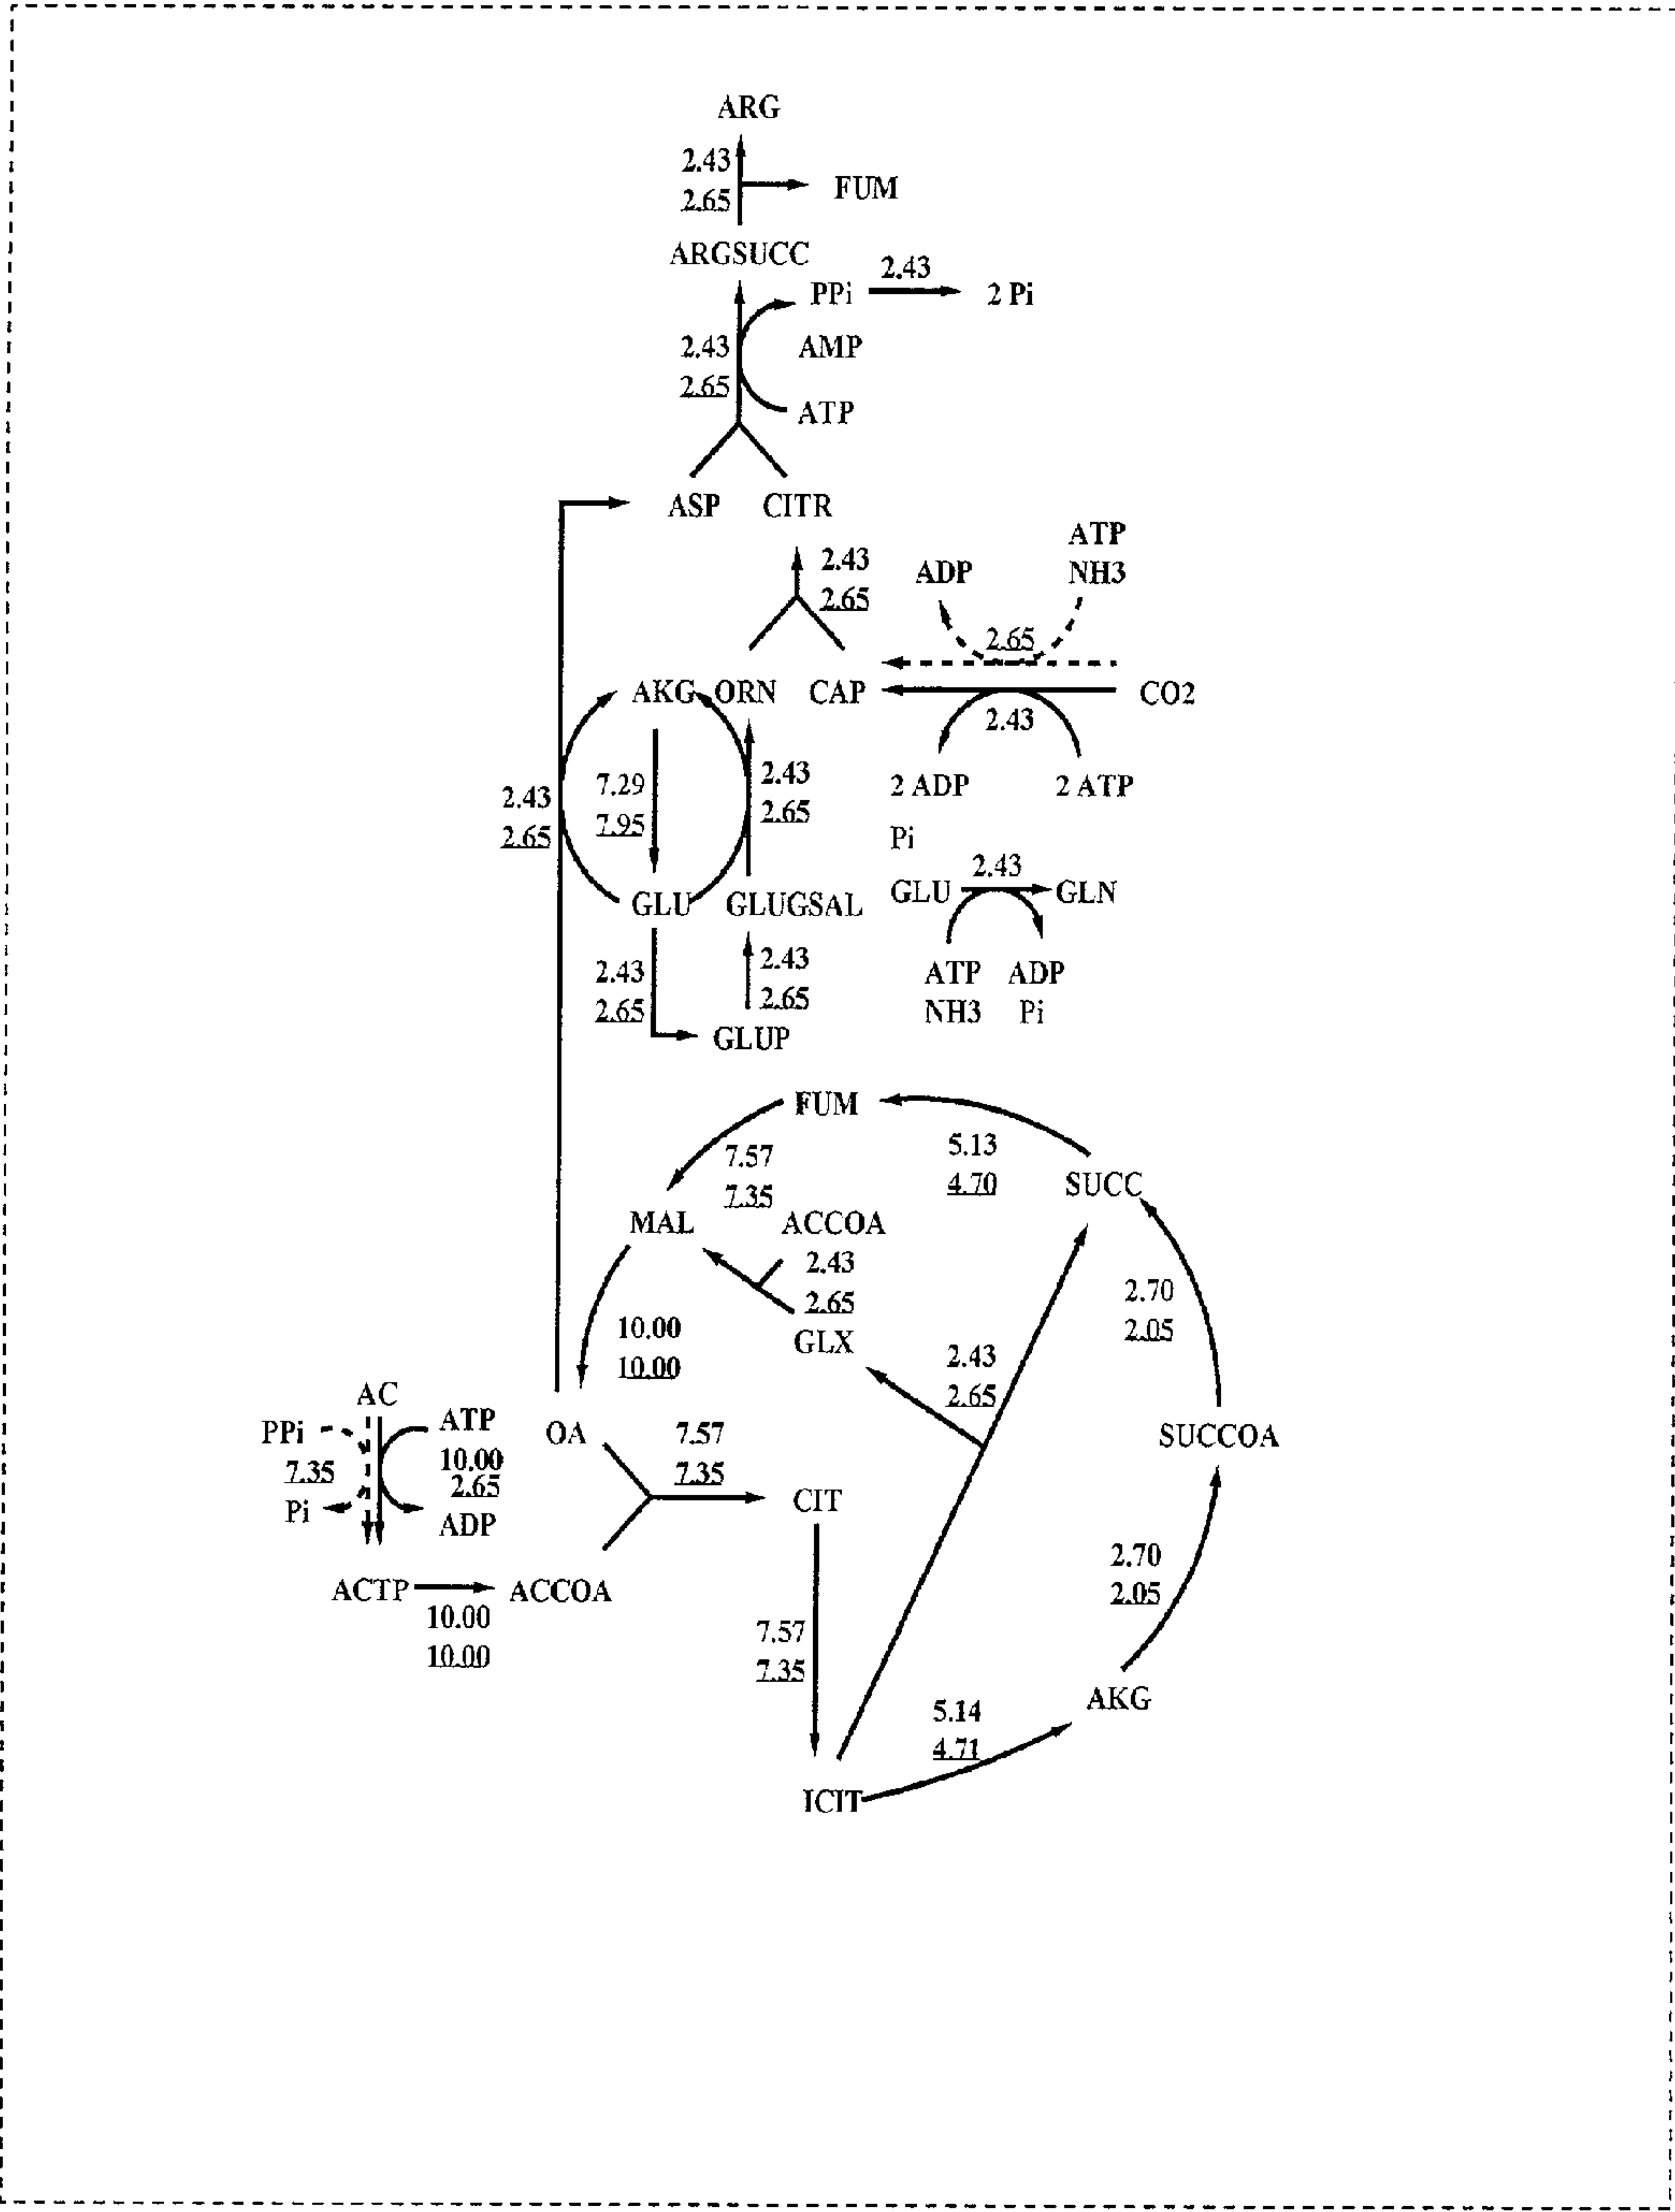 ARG
2.43
2.65
FUM
ARGSUCC
2.43
PPi
2 Pi
2.43
2.65
AMP
ATP
ASP
CITR
2.43
2.65
ATP
NH3
ADP
2.65
AKG
ORN
CAP
CO2
2.43
2.43
2.65
7.29
7.95
2.43
2.65
2 ADP
2 ATP
Pi
2.43
GLU
GLUGSAL
GLU
GLN
2.43
2.65
2.43
2.65
ATP
NH3
ADP
Pi
GLUP
FUM
7.57
7.35
5.13
4.70
SUCC
MAL
ACCOA
2.43
2.65
GLX
2.70
2.05
10.00
10.00
2.43
2.65
AC
PPi
7.35
Pi
ATP
10.00
2.65
ADP
OA
7.57
7.35
SUCCOA
CIT
ACTP
ACCOA
10.00
10.00
2.70
2.05
7.57
7.35
AKG
5.14
4.71
ICIT